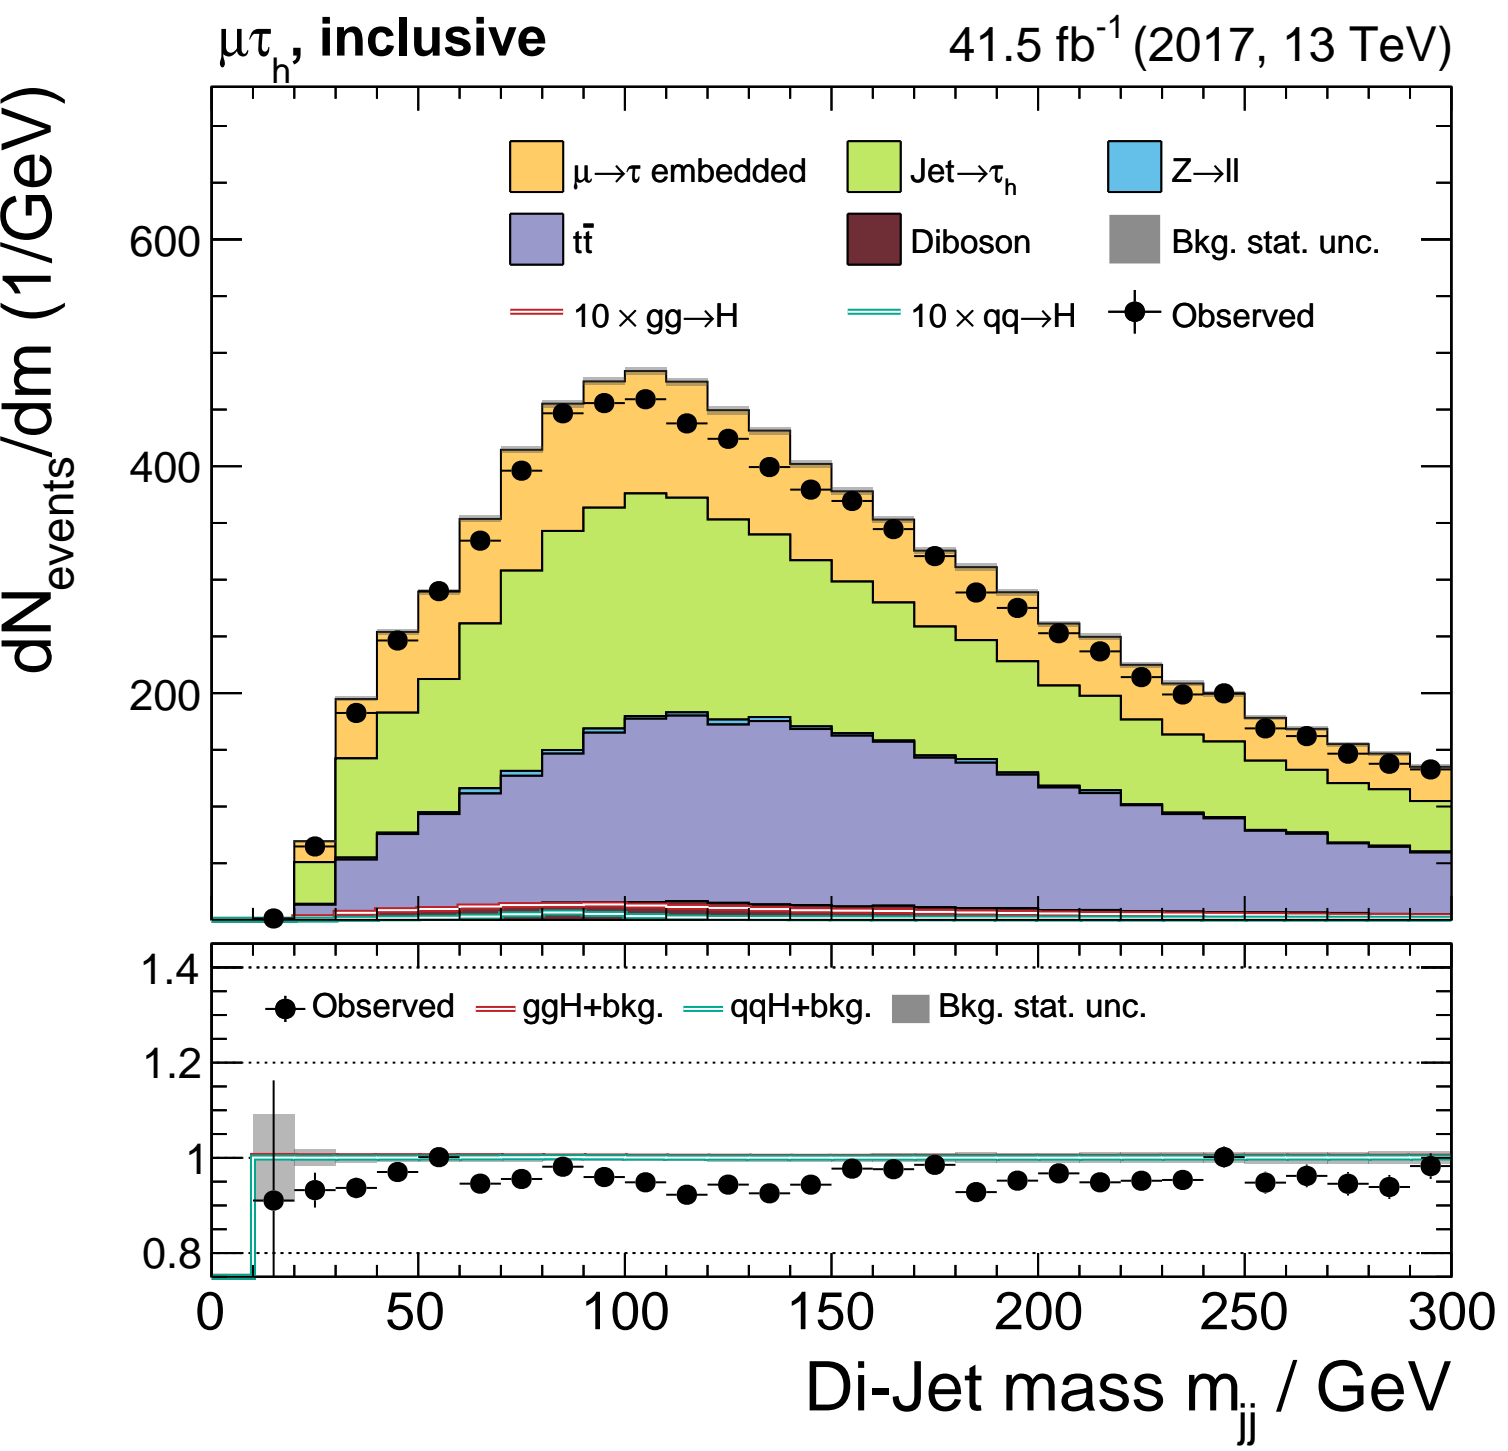 μτh, inclusive
41.5 fb-1 (2017, 13 TeV)
dNevents/dm (1/GeV)
μ→τ embedded
Jet→τh
Z→ll
tt̄
Diboson
Bkg. stat. unc.
10 × gg→H
10 × qq→H
Observed
600
400
200
1.4
1.2
1
0.8
Observed
ggH+bkg.
qqH+bkg.
Bkg. stat. unc.
0
50
100
150
200
250
300
Di-Jet mass mjj / GeV